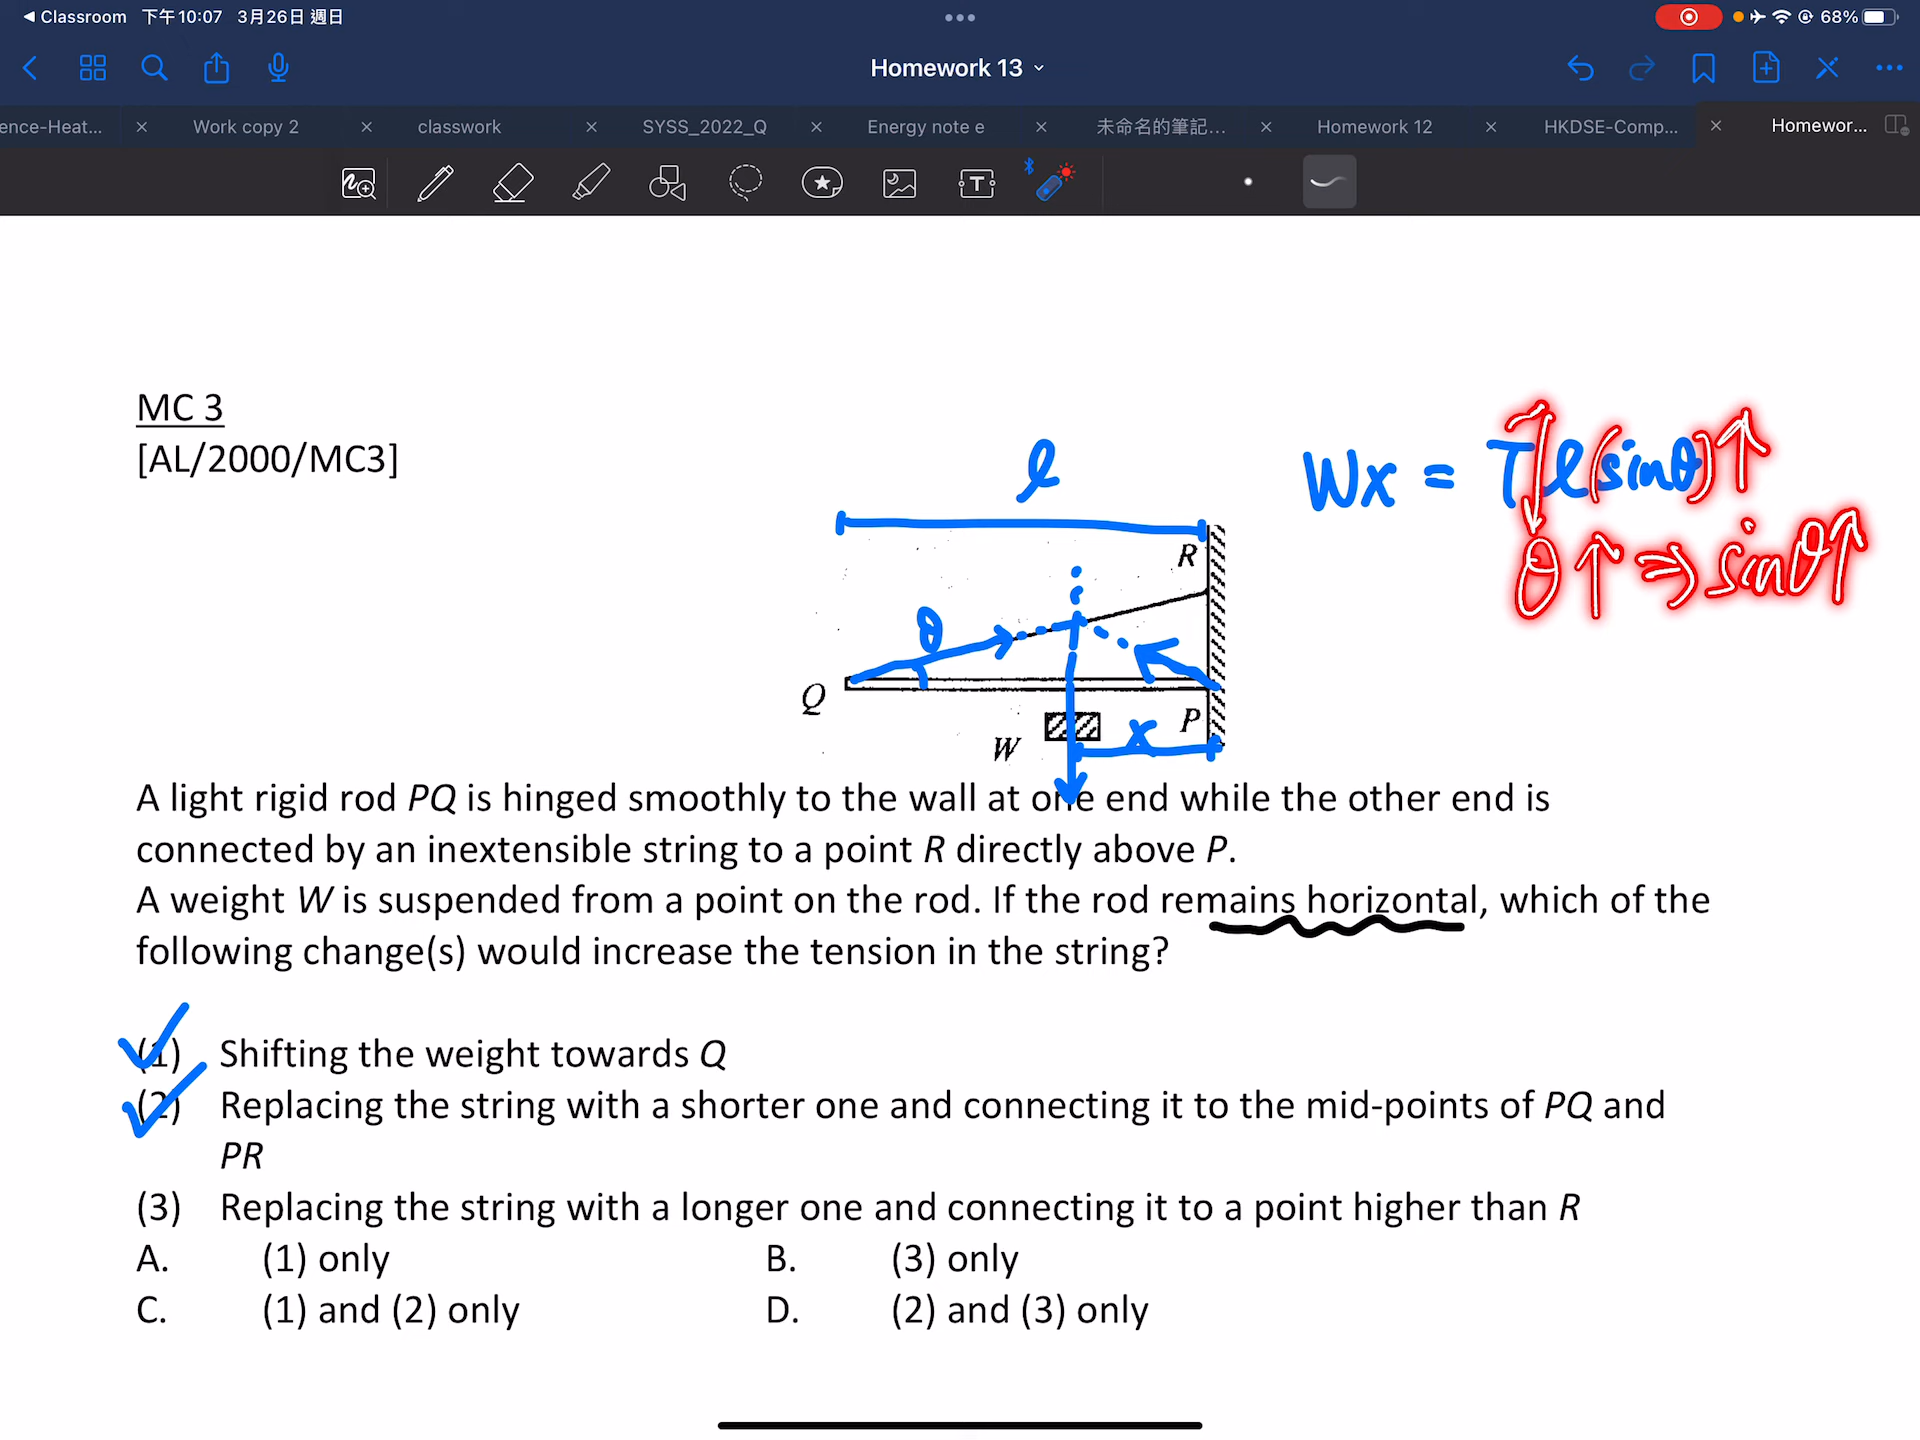 Classroom 下午10:07 3月26日 週日 68%
Homework 13
ence-Heat... Work copy 2 classwork SYSS_2022_Q Energy note e 未命名的筆記... Homework 12 HKDSE-Comp... Homewor...
MC 3
[AL/2000/MC3]
ℓ
Wx = Tℓ(sinθ)↑
θ↑ ⇒ sinθ↑
R
θ
Q
P
x
W
A light rigid rod PQ is hinged smoothly to the wall at one end while the other end is
connected by an inextensible string to a point R directly above P.
A weight W is suspended from a point on the rod. If the rod remains horizontal, which of the
following change(s) would increase the tension in the string?
(1) Shifting the weight towards Q
(2) Replacing the string with a shorter one and connecting it to the mid-points of PQ and
PR
(3) Replacing the string with a longer one and connecting it to a point higher than R
A. (1) only B. (3) only
C. (1) and (2) only D. (2) and (3) only